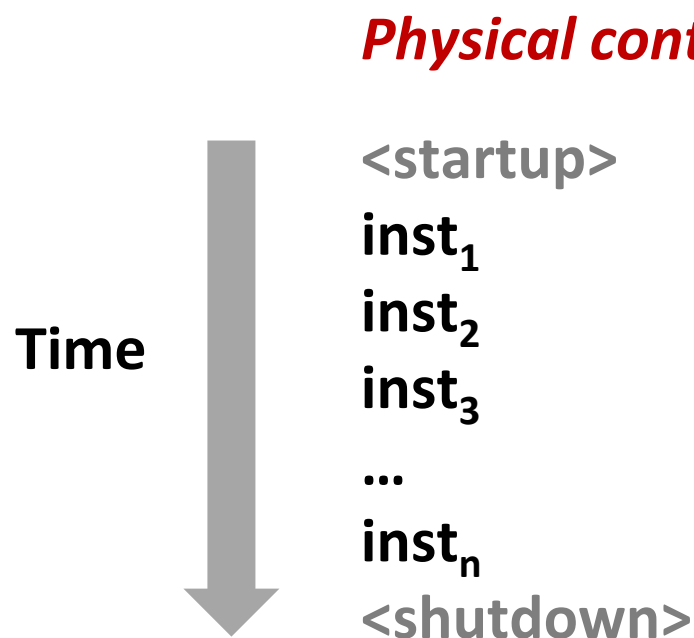 Physical cont
<startup>
inst₁
inst₂
Time
inst₃
...
instₙ
<shutdown>